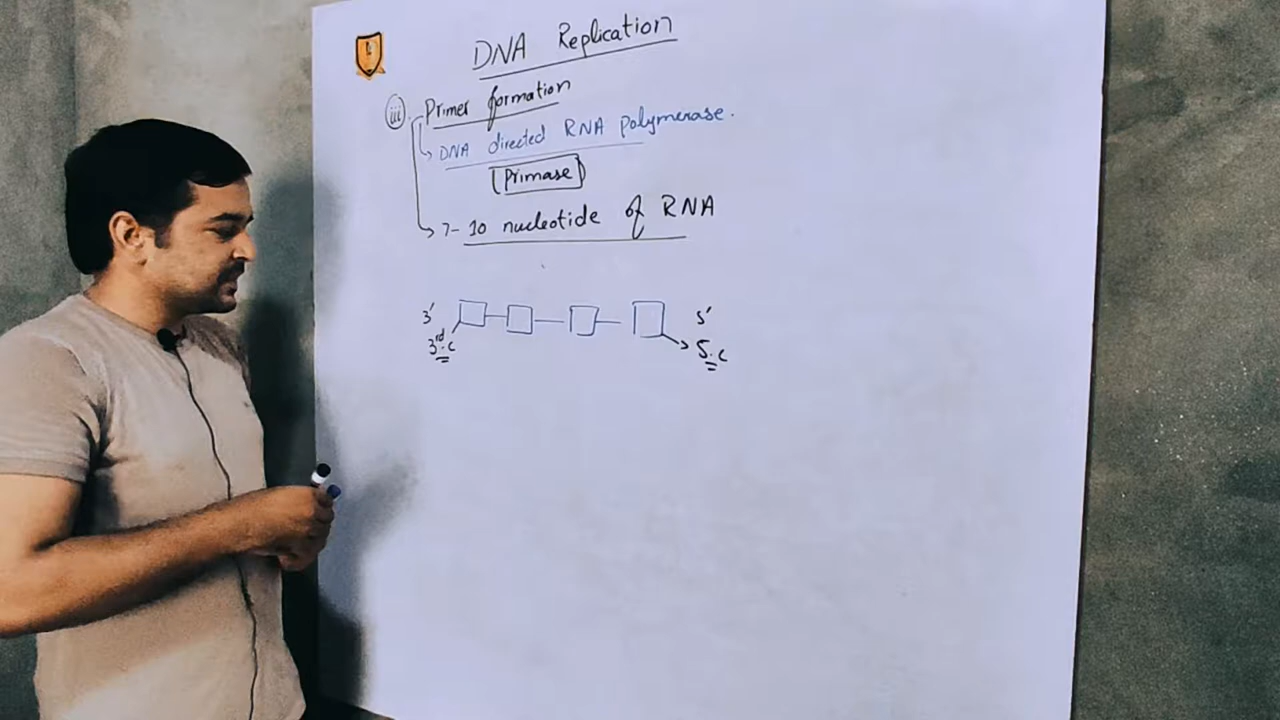 DNA Replication
(iii) Primer formation
DNA directed RNA polymerase.
(Primase)
7-10 nucleotide of RNA
3' 5'
3rd.c 5.c